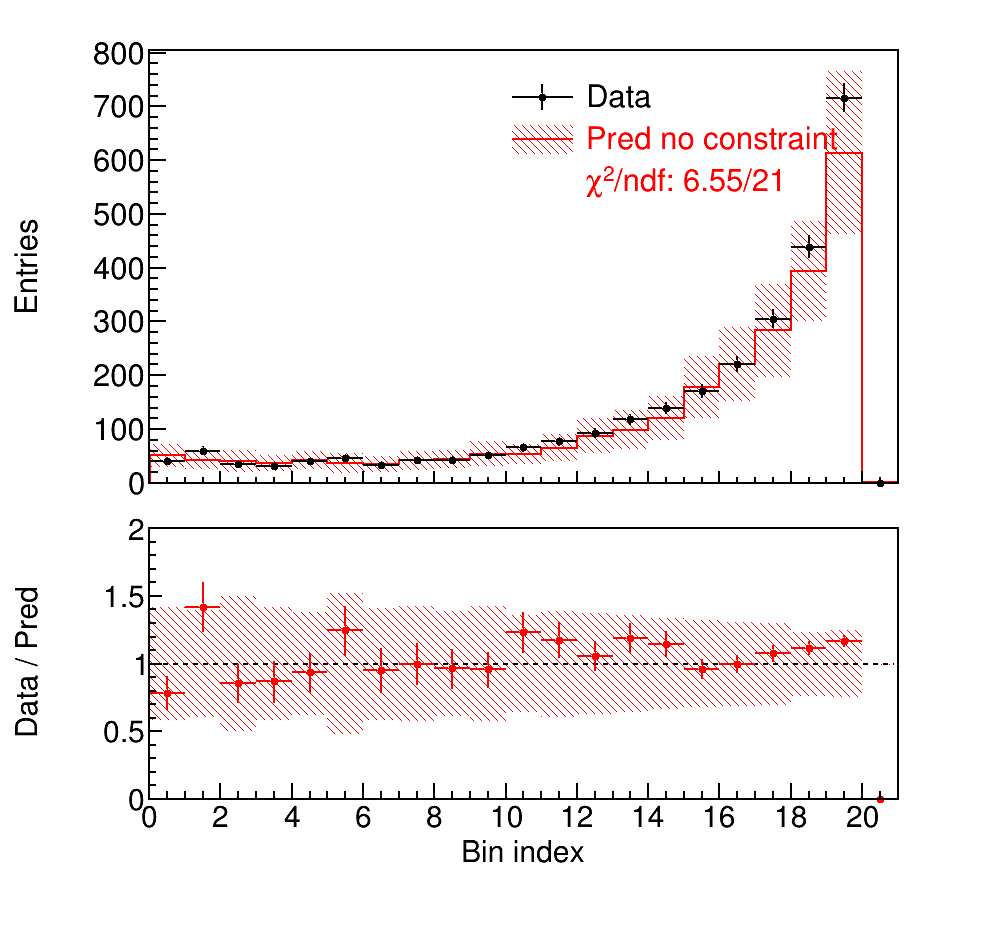 800
700
600
500
400
300
200
100
0
Entries
Data
Pred no constraint
χ²/ndf: 6.55/21
2
1.5
1
0.5
0
Data / Pred
0 2 4 6 8 10 12 14 16 18 20
Bin index